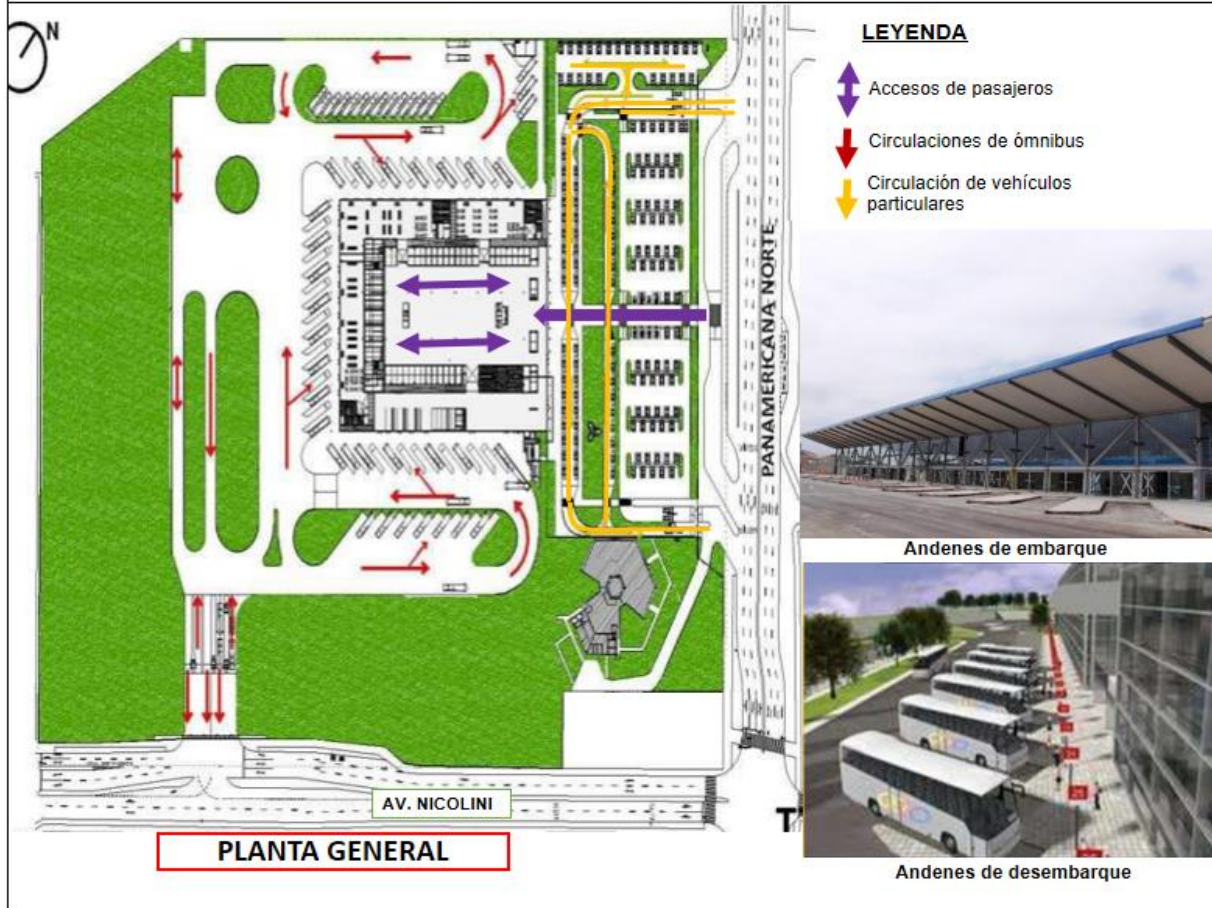 N
LEYENDA
Accesos de pasajeros
Circulaciones de ómnibus
Circulación de vehículos
particulares
PANAMERICANA NORTE
Andenes de embarque
AV. NICOLINI
PLANTA GENERAL
Andenes de desembarque